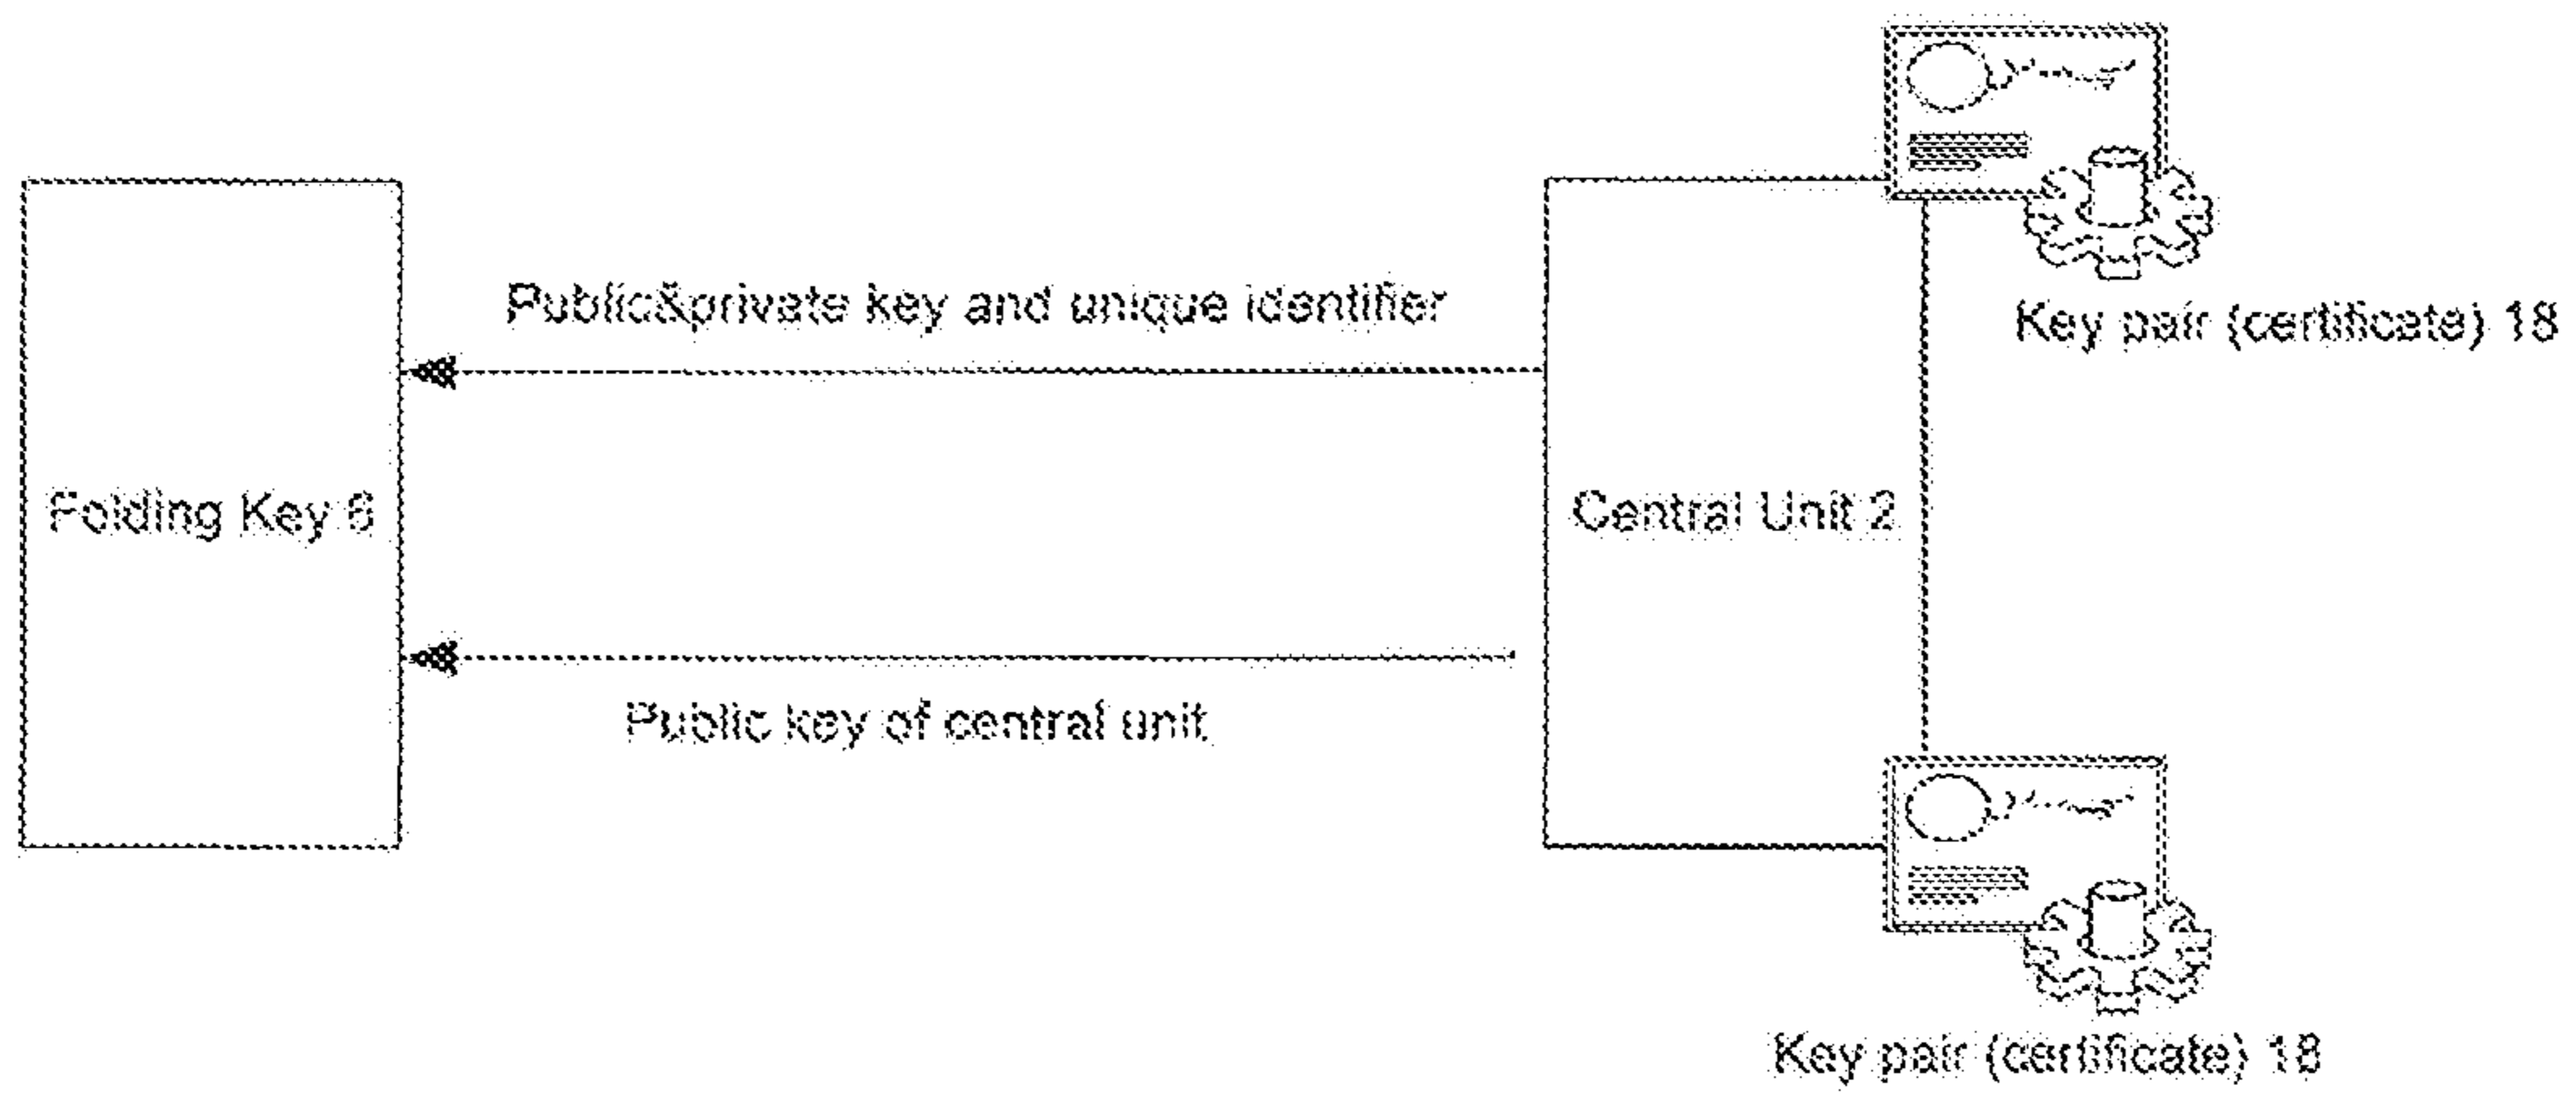 Public&private key and unique identifier
Key pair (certificate) 18
Folding Key 6
Central Unit 2
Public key of central unit
Key pair (certificate) 18